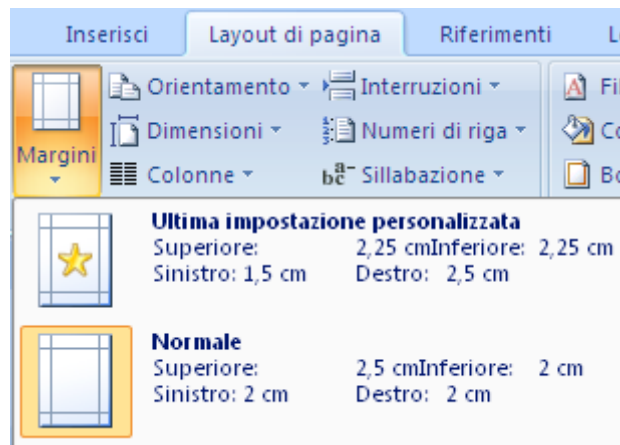 Inserisci Layout di pagina Riferimenti
Margini
Orientamento Interruzioni
Dimensioni Numeri di riga
Colonne Sillabazione
Ultima impostazione personalizzata
Superiore: 2,25 cmInferiore: 2,25 cm
Sinistro: 1,5 cm Destro: 2,5 cm
Normale
Superiore: 2,5 cmInferiore: 2 cm
Sinistro: 2 cm Destro: 2 cm